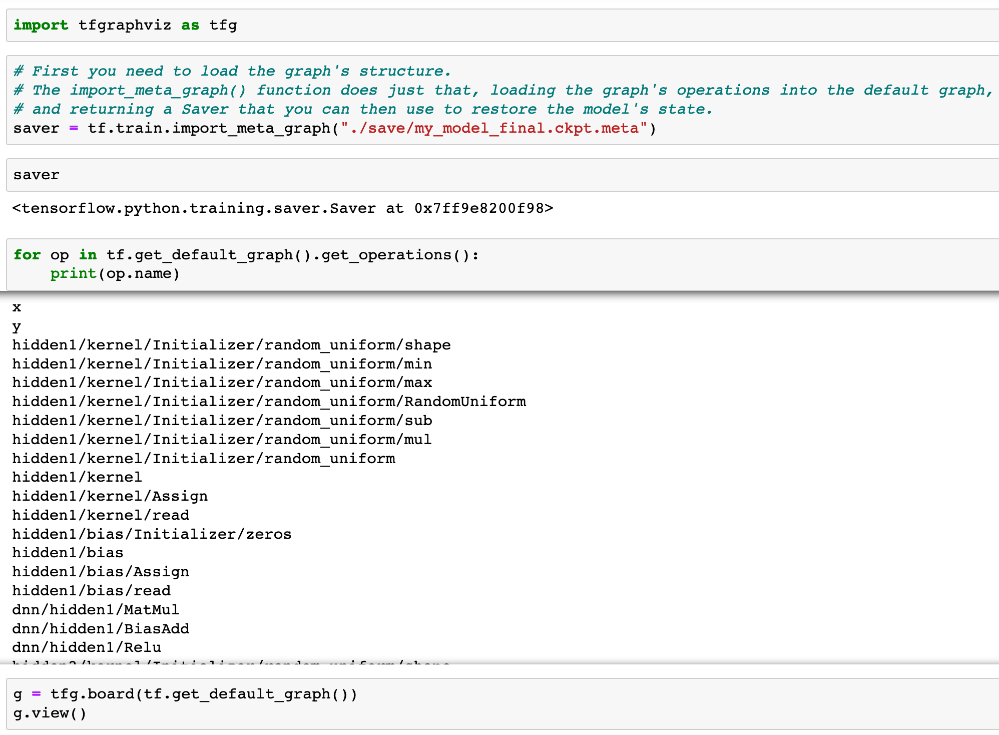 import tfgraphviz as tfg
# First you need to load the graph's structure.
# The import_meta_graph() function does just that, loading the graph's operations into the default graph,
# and returning a Saver that you can then use to restore the model's state.
saver = tf.train.import_meta_graph("./save/my_model_final.ckpt.meta")
saver
<tensorflow.python.training.saver.Saver at 0x7ff9e8200f98>
for op in tf.get_default_graph().get_operations():
    print(op.name)
x
y
hidden1/kernel/Initializer/random_uniform/shape
hidden1/kernel/Initializer/random_uniform/min
hidden1/kernel/Initializer/random_uniform/max
hidden1/kernel/Initializer/random_uniform/RandomUniform
hidden1/kernel/Initializer/random_uniform/sub
hidden1/kernel/Initializer/random_uniform/mul
hidden1/kernel/Initializer/random_uniform
hidden1/kernel
hidden1/kernel/Assign
hidden1/kernel/read
hidden1/bias/Initializer/zeros
hidden1/bias
hidden1/bias/Assign
hidden1/bias/read
dnn/hidden1/MatMul
dnn/hidden1/BiasAdd
dnn/hidden1/Relu
hidden2/kernel/Initializer/random_uniform/shape
g = tfg.board(tf.get_default_graph())
g.view()